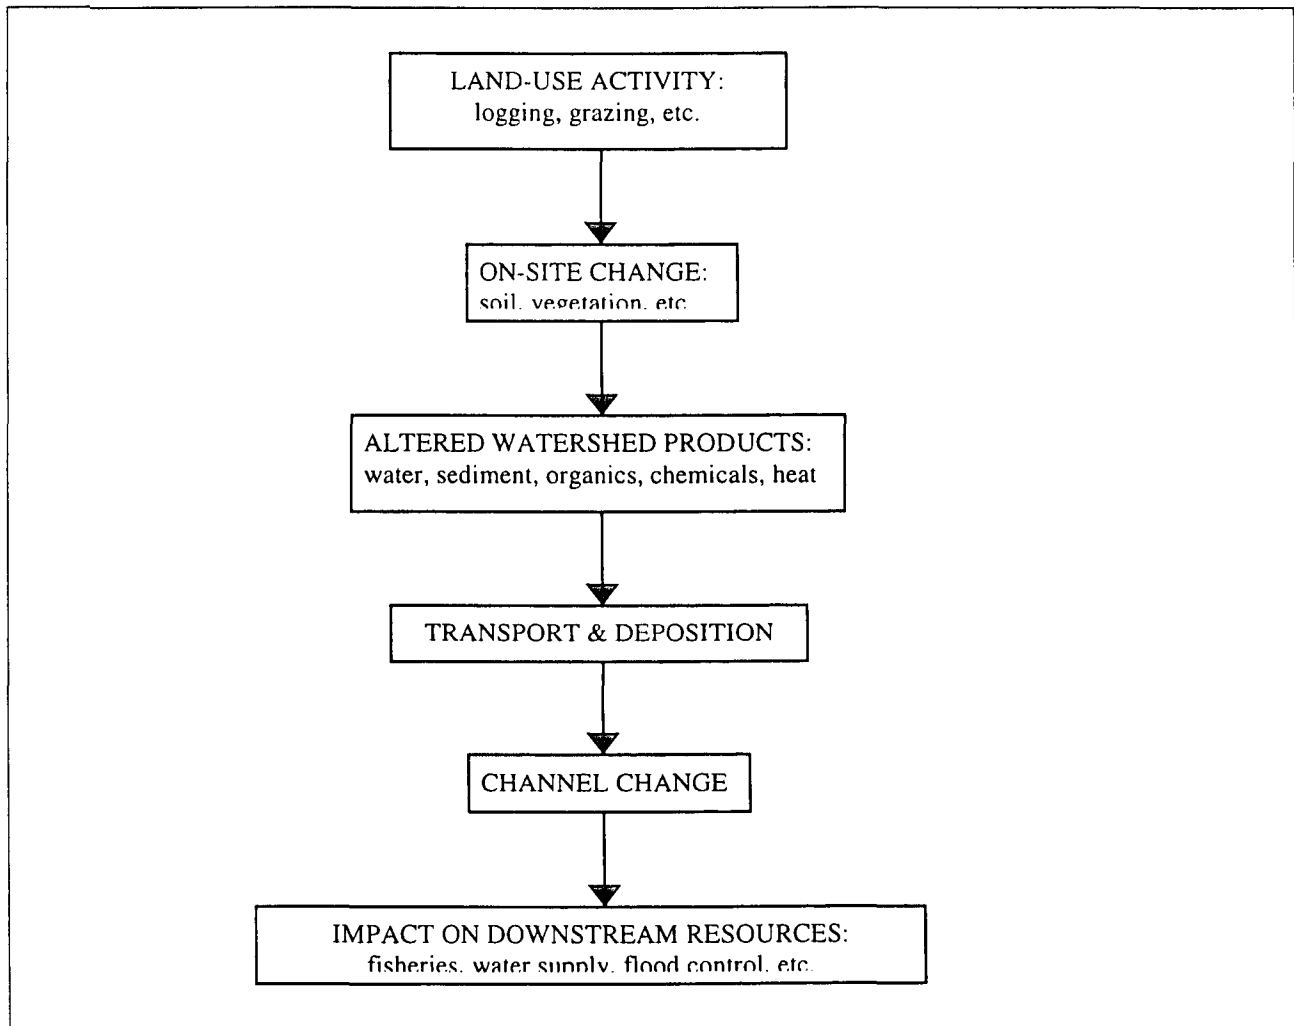 LAND-USE ACTIVITY:
logging, grazing, etc.
ON-SITE CHANGE:
soil, vegetation, etc
ALTERED WATERSHED PRODUCTS:
water, sediment, organics, chemicals, heat
TRANSPORT & DEPOSITION
CHANNEL CHANGE
IMPACT ON DOWNSTREAM RESOURCES:
fisheries, water supply, flood control, etc.